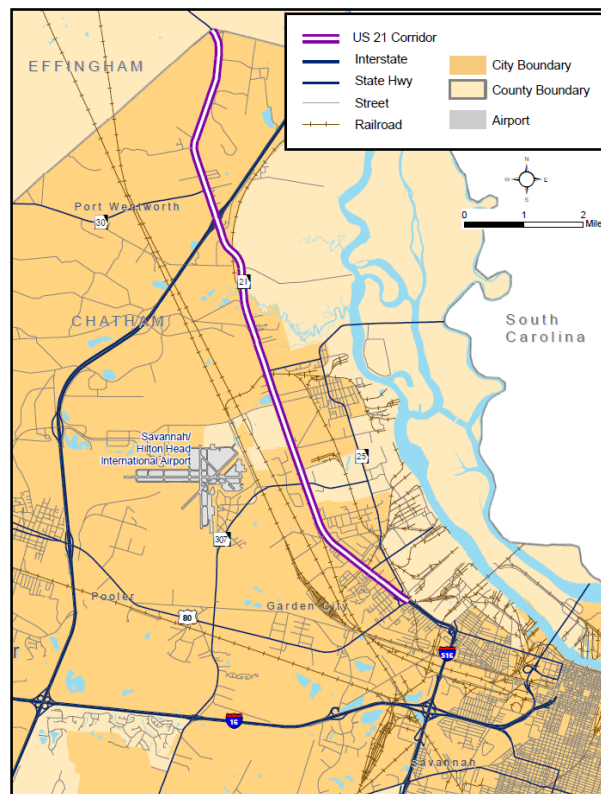 US 21 Corridor
Interstate
State Hwy
Street
Railroad
City Boundary
County Boundary
Airport
EFFINGHAM
N
W E
S
0 1 2
Mile
Port Wentworth
30
21
CHATHAM
South
Carolina
Savannah/
Hilton Head
International Airport
25
307
Pooler
Garden City
80
r
516
16
Savannah